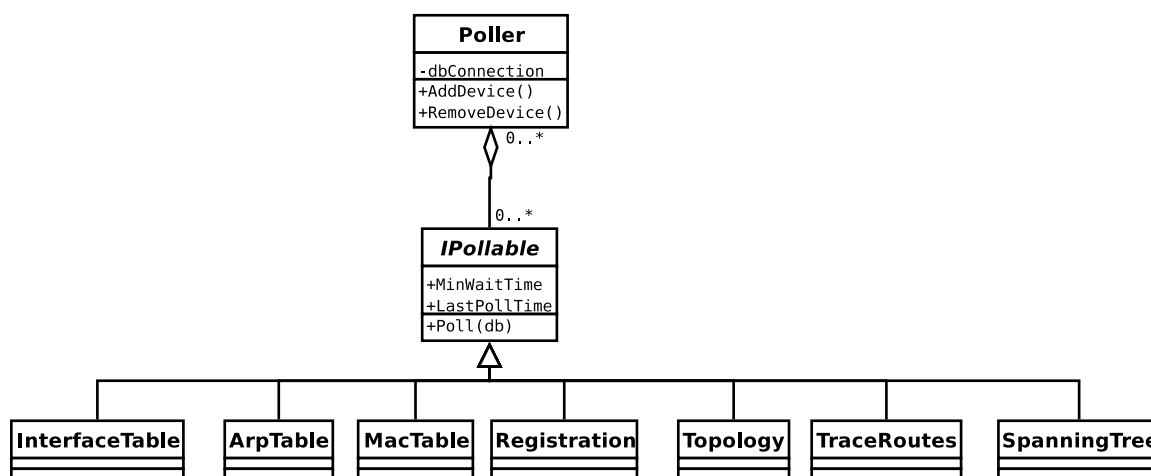 Poller
-dbConnection
+AddDevice()
+RemoveDevice()
0..*
0..*
IPollable
+MinWaitTime
+LastPollTime
+Poll(db)
InterfaceTable ArpTable MacTable Registration Topology TraceRoutes SpanningTree